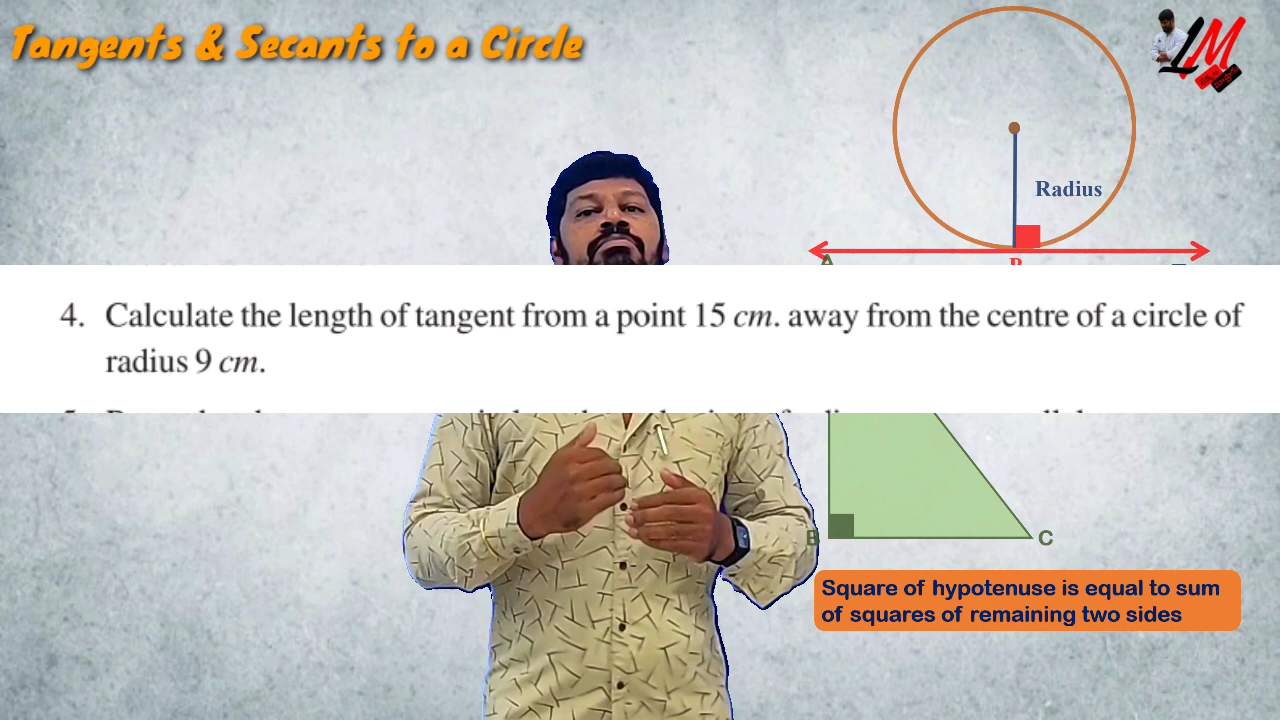 Tangents & Secants to a Circle
LM
Radius
A
4. Calculate the length of tangent from a point 15 cm. away from the centre of a circle of
radius 9 cm.
B
C
Square of hypotenuse is equal to sum
of squares of remaining two sides